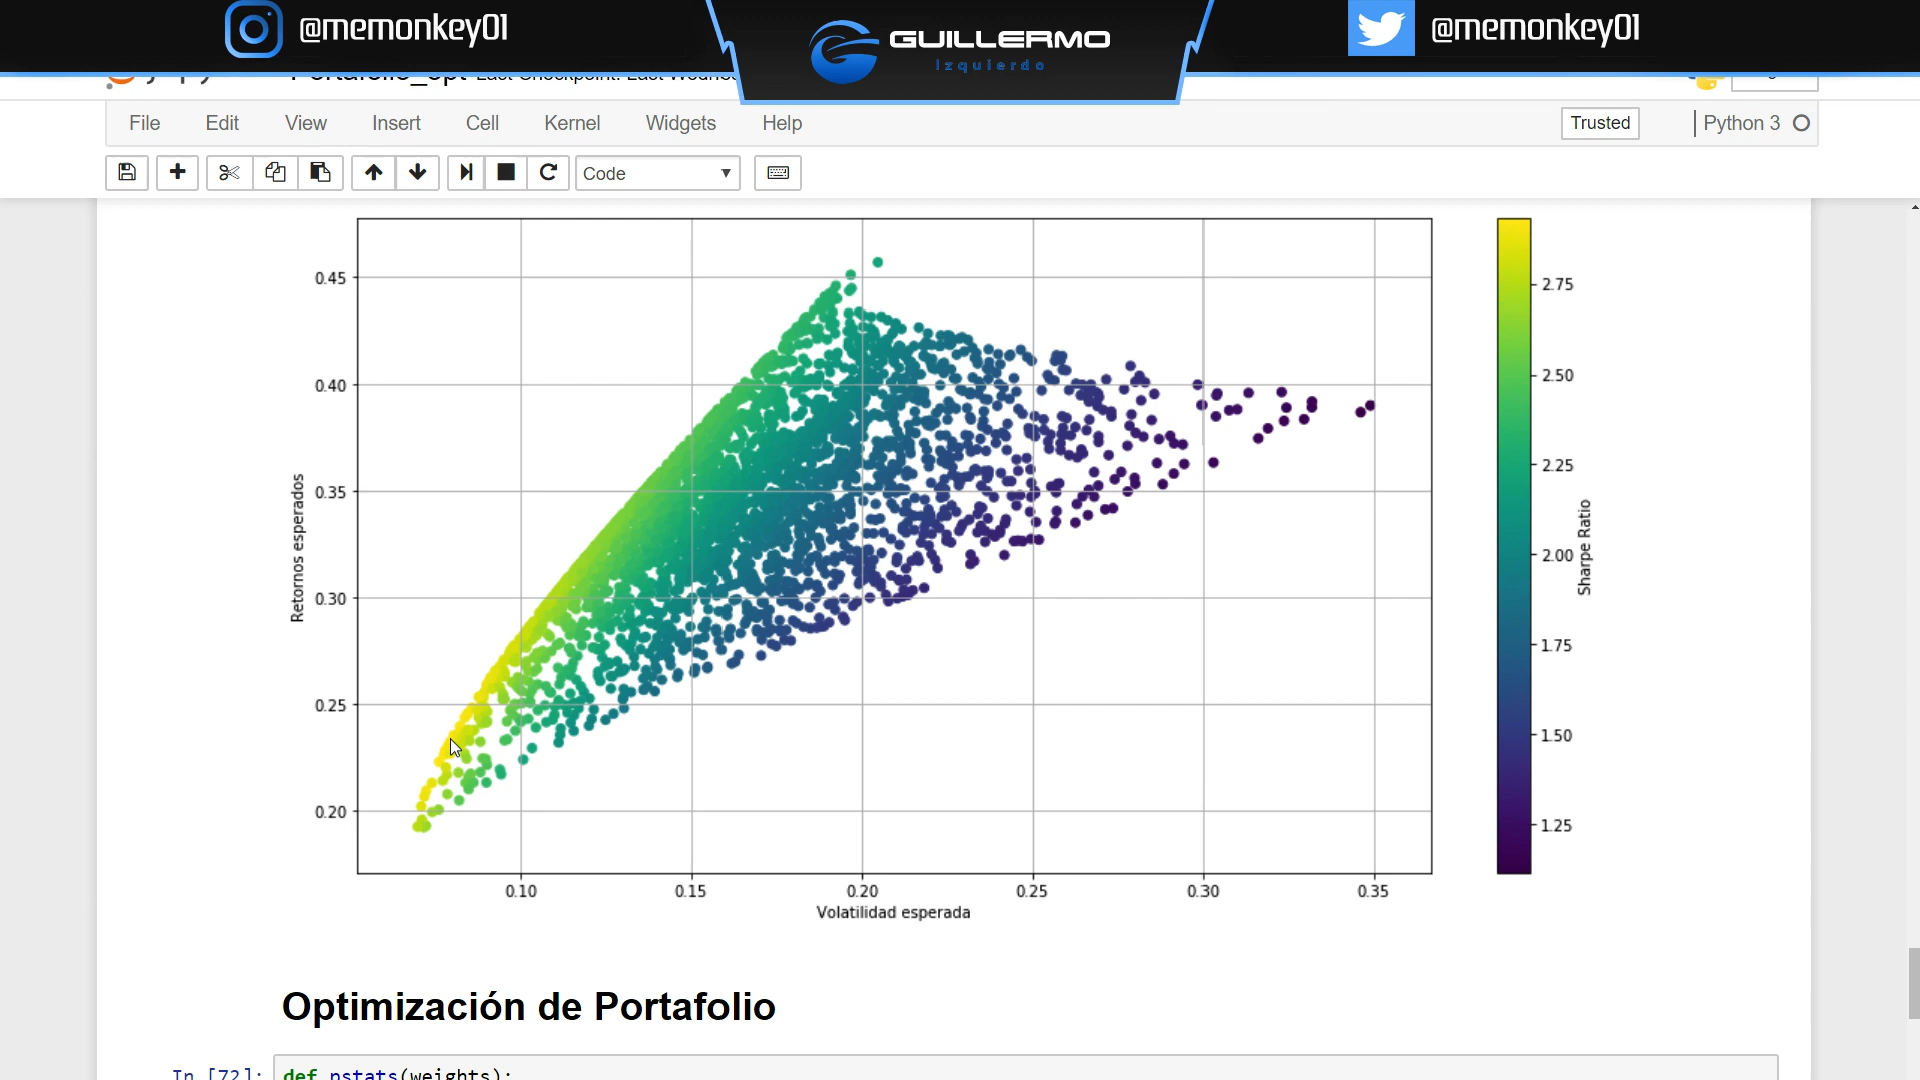 @memonkey01
GUILLERMO
Izquierdo
@memonkey01
File Edit View Insert Cell Kernel Widgets Help
Trusted
Python 3
Code
0.45
0.40
0.35
0.30
0.25
0.20
Retornos esperados
0.10 0.15 0.20 0.25 0.30 0.35
Volatilidad esperada
2.75
2.50
2.25
2.00
1.75
1.50
1.25
Sharpe Ratio
Optimización de Portafolio
In [72]: def pstats(weights):